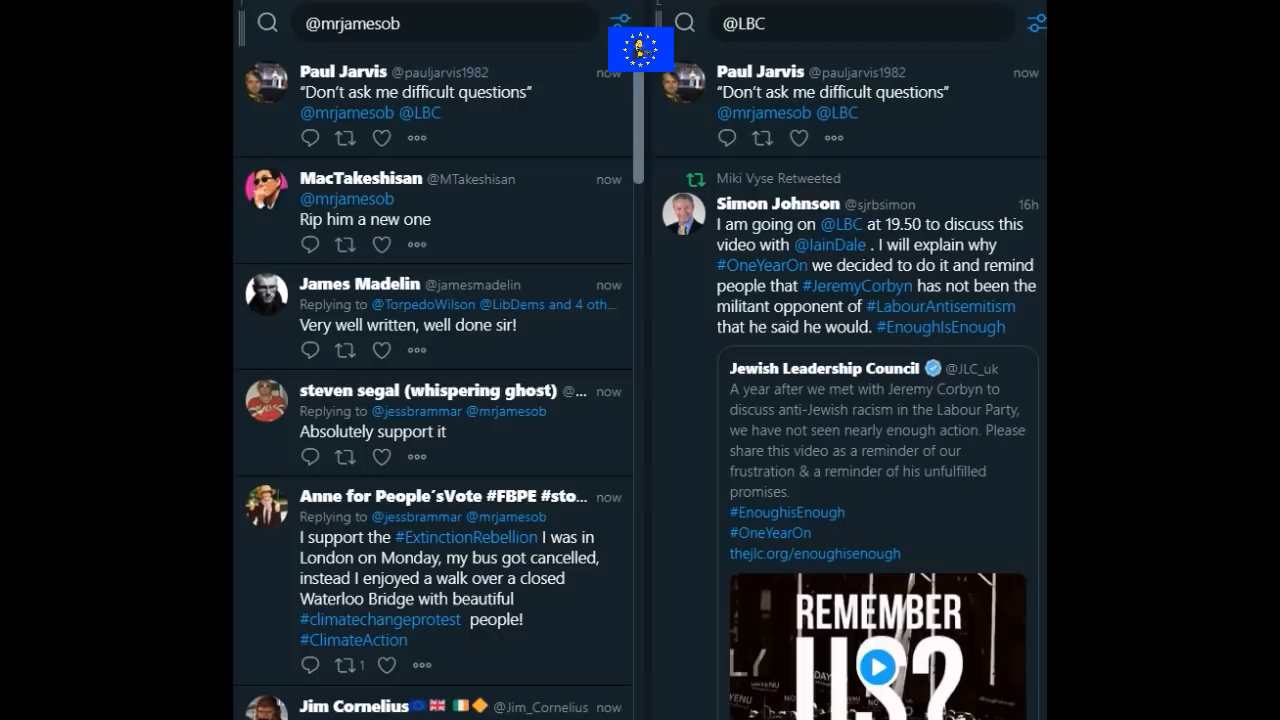 @mrjamesob
Paul Jarvis @pauljarvis1982 now
“Don’t ask me difficult questions”
@mrjamesob @LBC
MacTakeshisan @MTakeshisan now
@mrjamesob
Rip him a new one
James Madelin @jamesmadelin now
Replying to @TorpedoWilson @LibDems and 4 oth...
Very well written, well done sir!
steven segal (whispering ghost) @... now
Replying to @jessbrammar @mrjamesob
Absolutely support it
Anne for People´sVote #FBPE #sto... now
Replying to @jessbrammar @mrjamesob
I support the #ExtinctionRebellion I was in
London on Monday, my bus got cancelled,
instead I enjoyed a walk over a closed
Waterloo Bridge with beautiful
#climatechangeprotest people!
#ClimateAction
1
Jim Cornelius @Jim_Cornelius now
@LBC
Paul Jarvis @pauljarvis1982 now
“Don’t ask me difficult questions”
@mrjamesob @LBC
Miki Vyse Retweeted
Simon Johnson @sjrbsimon 16h
I am going on @LBC at 19.50 to discuss this
video with @IainDale . I will explain why
#OneYearOn we decided to do it and remind
people that #JeremyCorbyn has not been the
militant opponent of #LabourAntisemitism
that he said he would. #EnoughIsEnough
Jewish Leadership Council @JLC_uk
A year after we met with Jeremy Corbyn to
discuss anti-Jewish racism in the Labour Party,
we have not seen nearly enough action. Please
share this video as a reminder of our
frustration & a reminder of his unfulfilled
promises.
#EnoughisEnough
#OneYearOn
thejlc.org/enoughisenough
REMEMBER
US?